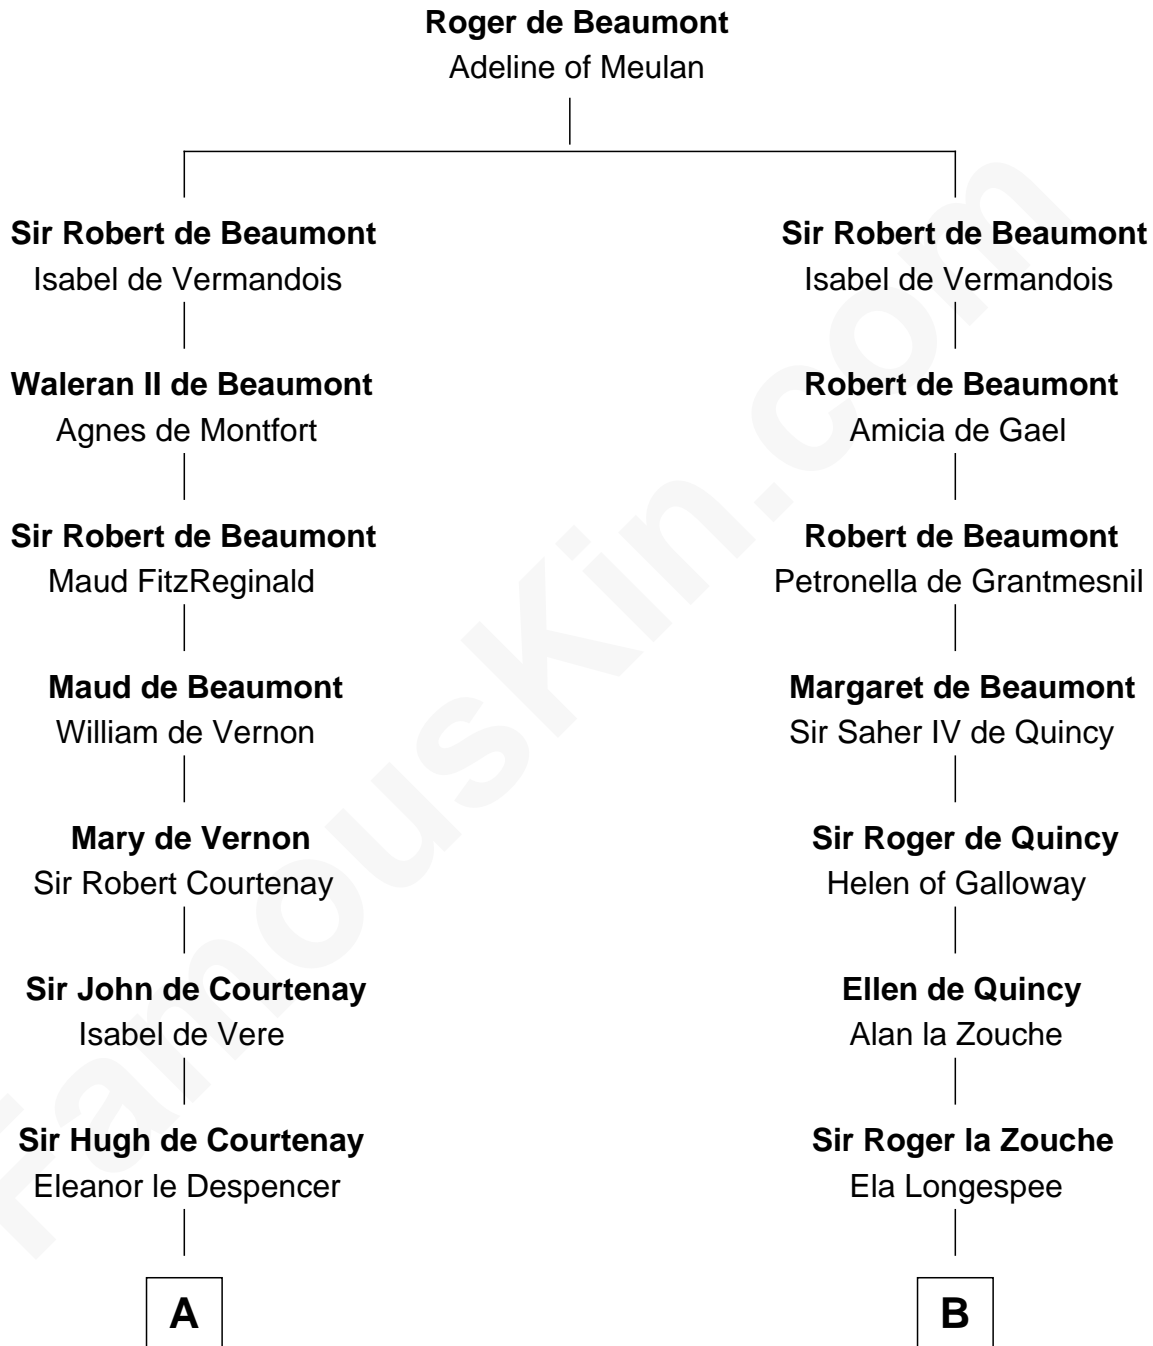 Roger de Beaumont
Adeline of Meulan
Sir Robert de Beaumont
Isabel de Vermandois
Sir Robert de Beaumont
Isabel de Vermandois
Waleran II de Beaumont
Agnes de Montfort
Robert de Beaumont
Amicia de Gael
Sir Robert de Beaumont
Maud FitzReginald
Robert de Beaumont
Petronella de Grantmesnil
Maud de Beaumont
William de Vernon
Margaret de Beaumont
Sir Saher IV de Quincy
Mary de Vernon
Sir Robert Courtenay
Sir Roger de Quincy
Helen of Galloway
Sir John de Courtenay
Isabel de Vere
Ellen de Quincy
Alan la Zouche
Sir Hugh de Courtenay
Eleanor le Despencer
Sir Roger la Zouche
Ela Longespee
A
B
FamousKin.com